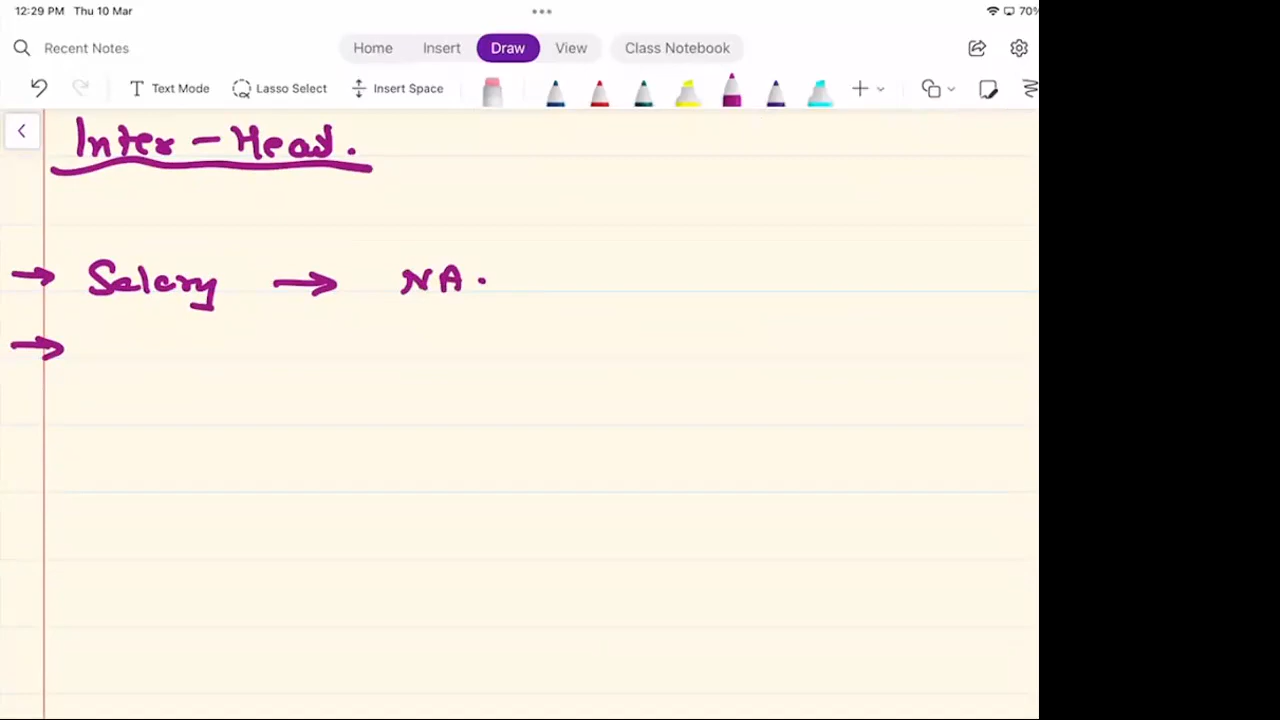 12:29 PM Thu 10 Mar 70%
Recent Notes Home Insert Draw View Class Notebook
Text Mode Lasso Select Insert Space
Inter - Head.
→ Salary → NA.
→